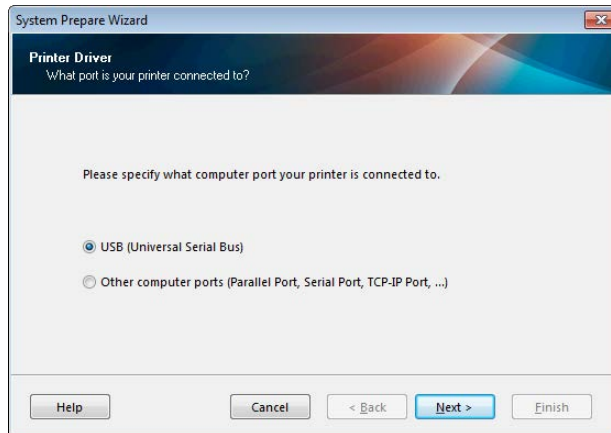 System Prepare Wizard
Printer Driver
What port is your printer connected to?
Please specify what computer port your printer is connected to.
USB (Universal Serial Bus)
Other computer ports (Parallel Port, Serial Port, TCP-IP Port, ...)
Help
Cancel
< Back
Next >
Finish